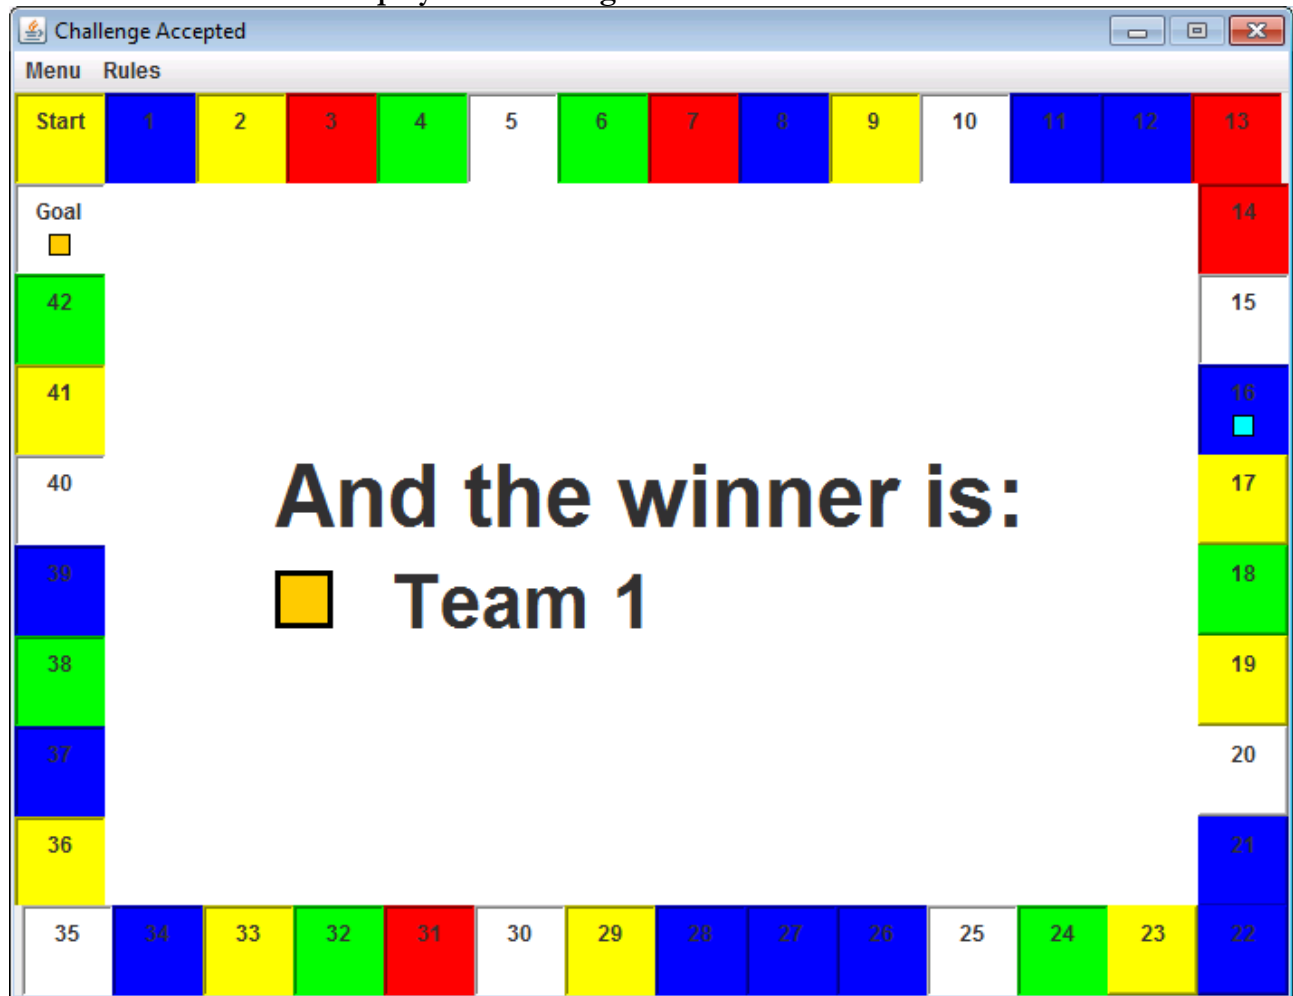 Challenge Accepted
Menu Rules
Start 1 2 3 4 5 6 7 8 9 10 11 12 13
Goal 14
42 15
41 16
40 17
And the winner is:
39 18
Team 1
38 19
37 20
36 21
35 34 33 32 31 30 29 28 27 26 25 24 23 22